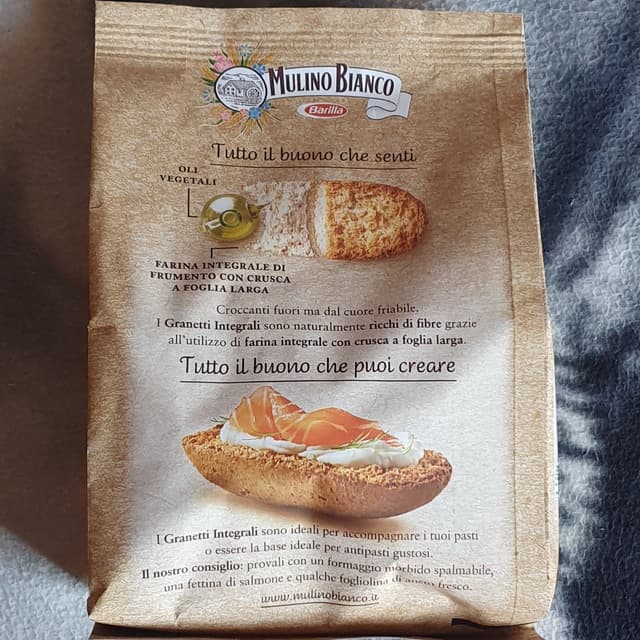 MULINO BIANCO
Barilla
Tutto il buono che senti
OLI
VEGETALI
FARINA INTEGRALE DI
FRUMENTO CON CRUSCA
A FOGLIA LARGA
Croccanti fuori ma dal cuore friabile.
I Granetti Integrali sono naturalmente ricchi di fibre grazie
all'utilizzo di farina integrale con crusca a foglia larga.
Tutto il buono che puoi creare
I Granetti Integrali sono ideali per accompagnare i tuoi pasti
o essere la base ideale per antipasti gustosi.
Il nostro consiglio: provali con un formaggio morbido spalmabile,
una fettina di salmone e qualche fogliolina di aneto fresco.
www.mulinobianco.it